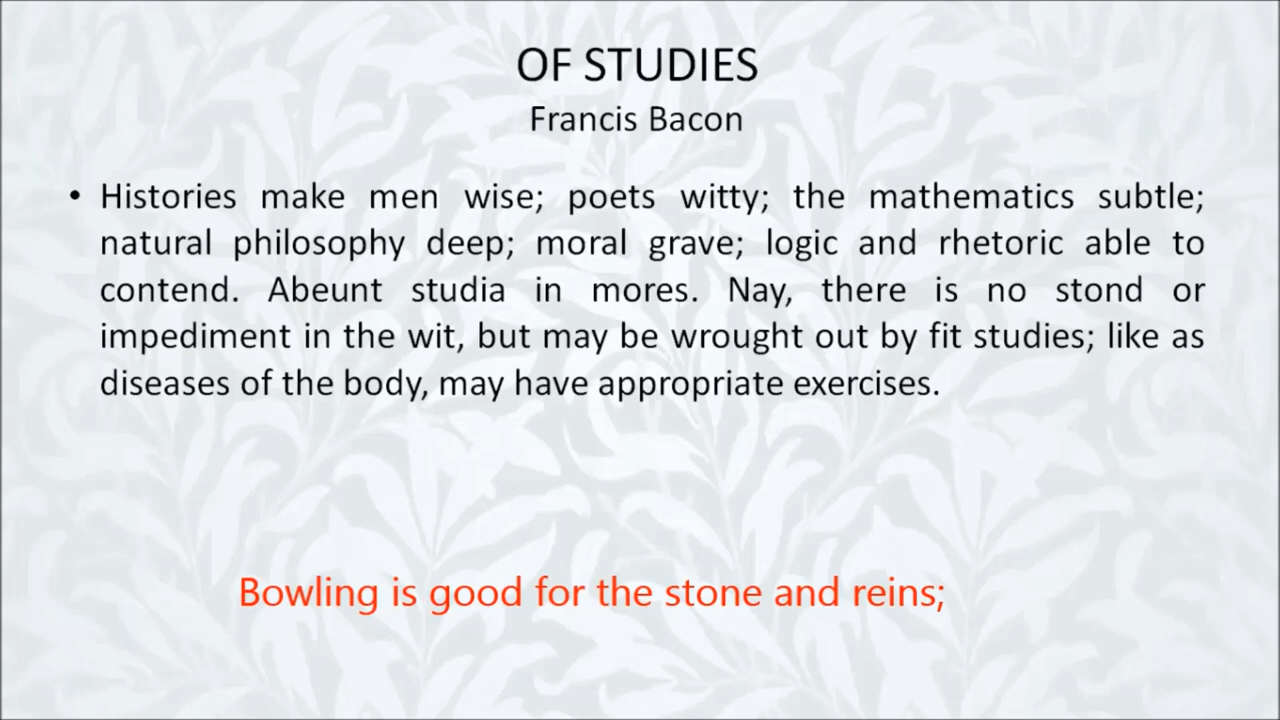 OF STUDIES
Francis Bacon
• Histories make men wise; poets witty; the mathematics subtle;
natural philosophy deep; moral grave; logic and rhetoric able to
contend. Abeunt studia in mores. Nay, there is no stond or
impediment in the wit, but may be wrought out by fit studies; like as
diseases of the body, may have appropriate exercises.
Bowling is good for the stone and reins;